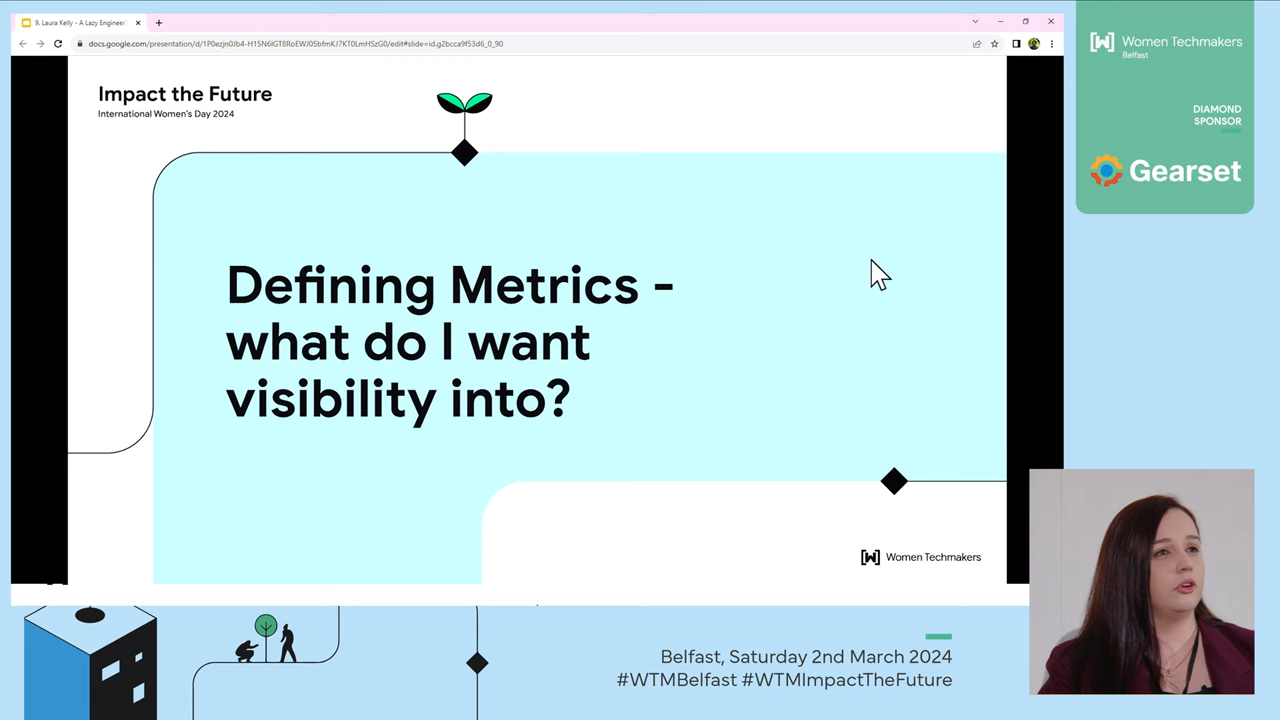 9. Laura Kelly - A Lazy Engineer'
docs.google.com/presentation/d/1P0ezjn0Jb4-H15N6IGT8RoEWJ05bfmKJ7KT0LmHSzG0/edit#slide=id.g2bcca9f53d6_0_90
Impact the Future
International Women's Day 2024
Defining Metrics -
what do I want
visibility into?
Women Techmakers
Women Techmakers
Belfast
DIAMOND
SPONSOR
Gearset
Belfast, Saturday 2nd March 2024
#WTMBelfast #WTMImpactTheFuture